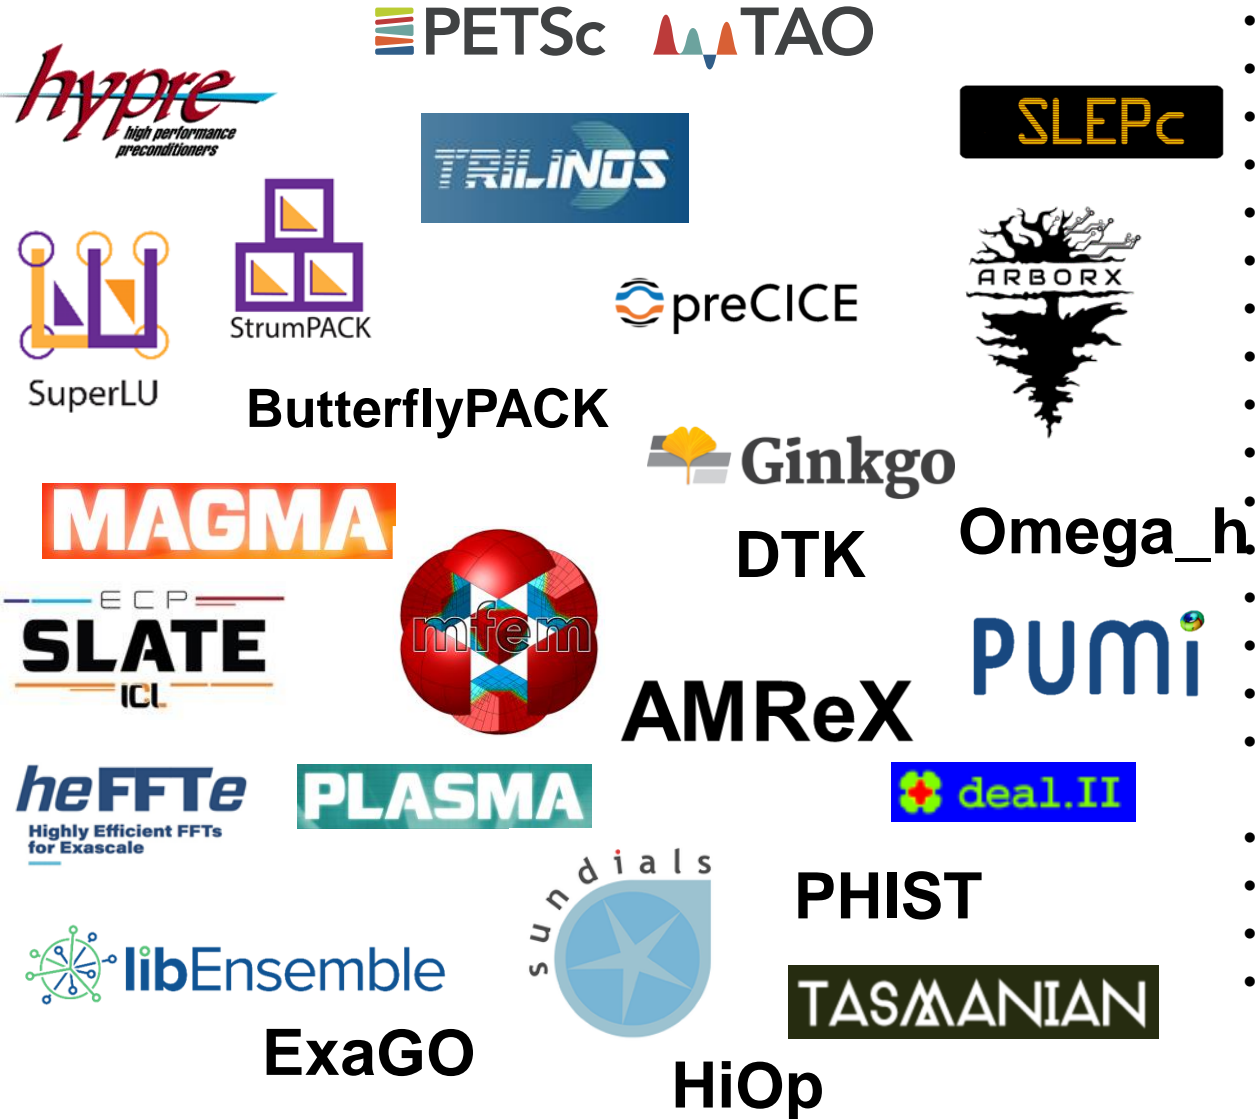 PETSc TAO
hypre
high performance
preconditioners
TRILINOS
SLEPc
ARBORX
StrumPACK
preCICE
SuperLU
ButterflyPACK
Ginkgo
MAGMA
DTK
Omega_h
ECP
SLATE
ICL
mfem
PUMi
AMReX
heFFTe
Highly Efficient FFTs
for Exascale
PLASMA
deal.II
sundials
PHIST
libEnsemble
TASMANIAN
ExaGO
HiOp